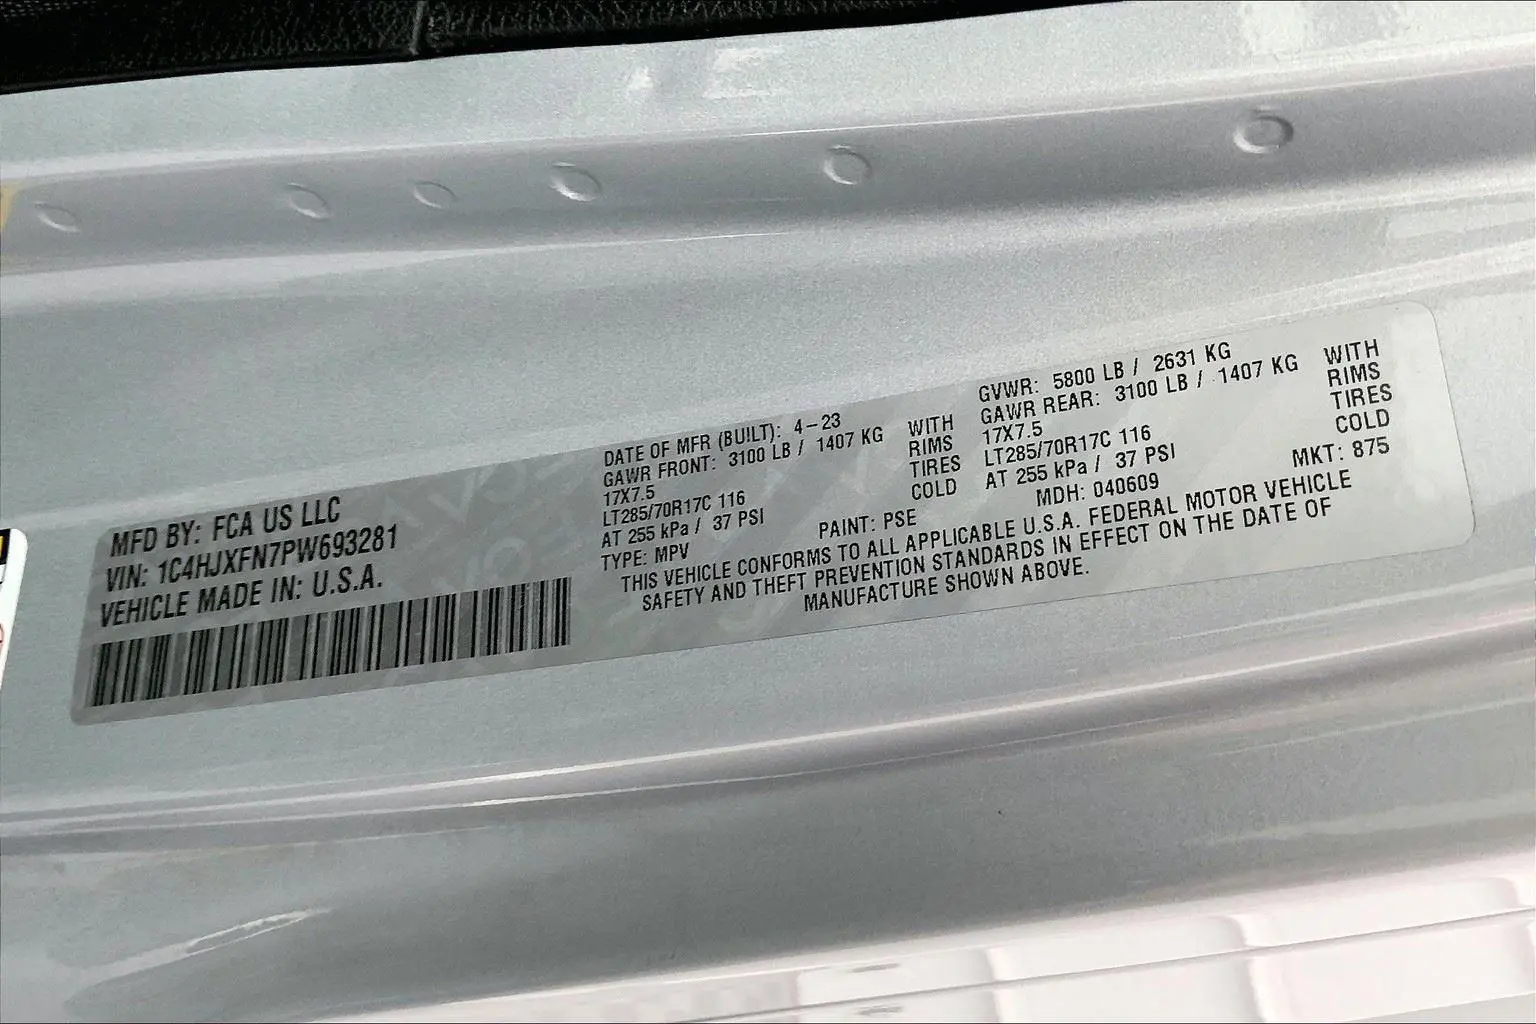 MFD BY: FCA US LLC
VIN: 1C4HJXFN7PW693281
VEHICLE MADE IN: U.S.A.
DATE OF MFR (BUILT): 4-23
GAWR FRONT: 3100 LB / 1407 KG WITH
17X7.5 RIMS
LT285/70R17C 116 TIRES
AT 255 kPa / 37 PSI COLD
TYPE: MPV PAINT: PSE
GVWR: 5800 LB / 2631 KG
GAWR REAR: 3100 LB / 1407 KG WITH
17X7.5 RIMS
LT285/70R17C 116 TIRES
AT 255 kPa / 37 PSI COLD
MDH: 040609 MKT: 875
THIS VEHICLE CONFORMS TO ALL APPLICABLE U.S.A. FEDERAL MOTOR VEHICLE
SAFETY AND THEFT PREVENTION STANDARDS IN EFFECT ON THE DATE OF
MANUFACTURE SHOWN ABOVE.